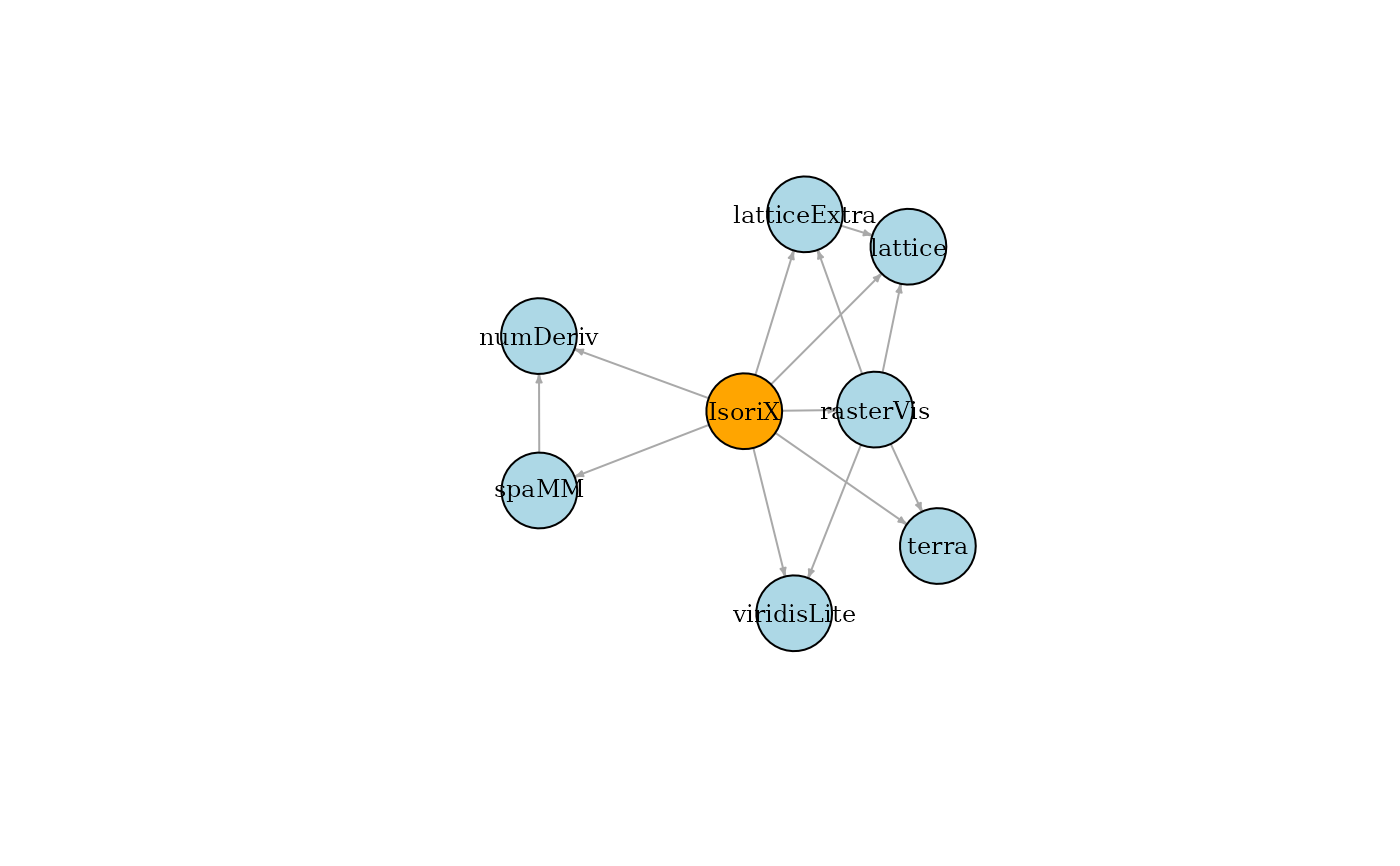 latticeExtra
lattice
numDeriv
IsoriX
rasterVis
spaMM
terra
viridisLite